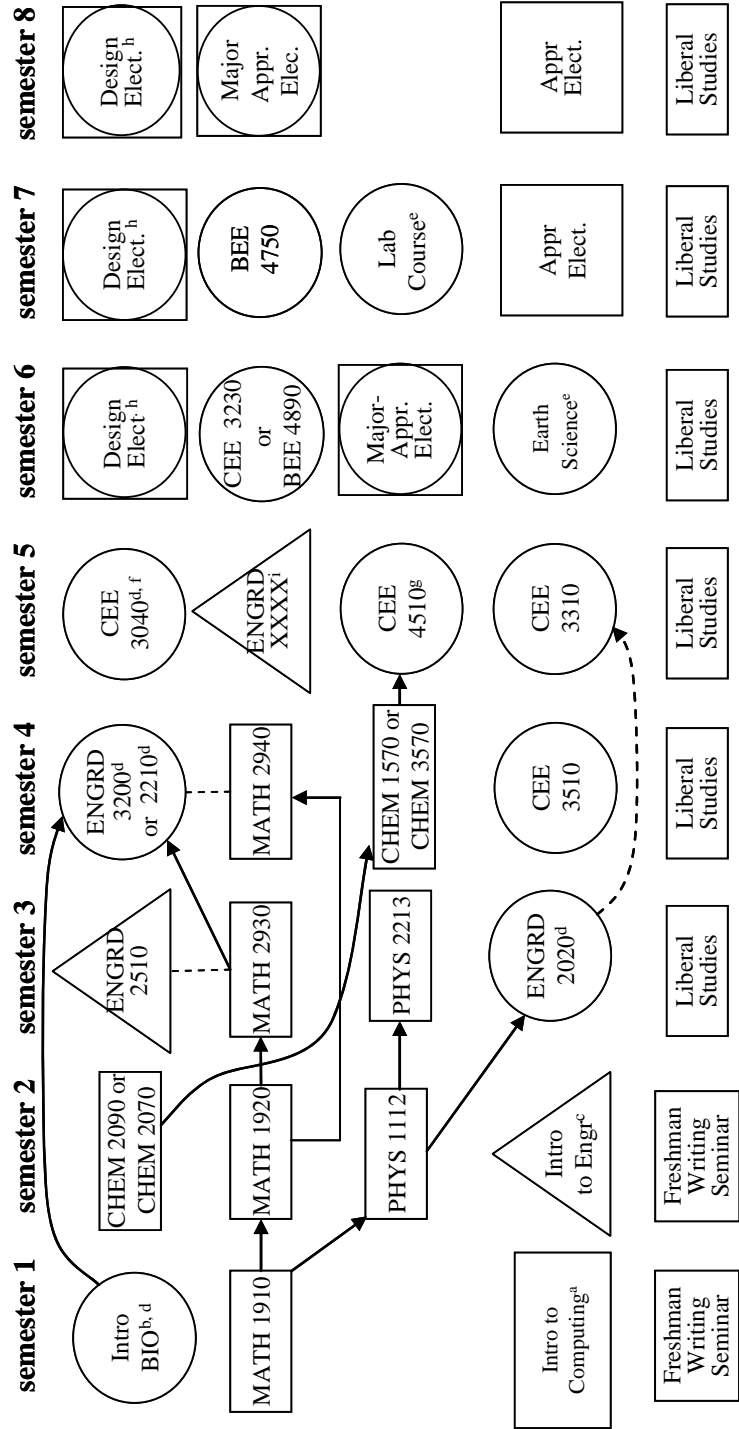 semester 1
Intro
BIO b, d
MATH 1910
Intro to
Computing a
Freshman
Writing
Seminar
semester 2
CHEM 2090 or
CHEM 2070
MATH 1920
PHYS 1112
Intro
to Engr c
Freshman
Writing
Seminar
semester 3
ENGRD
2510
MATH 2930
PHYS 2213
ENGRD
2020 d
Liberal
Studies
semester 4
ENGRD
3200 d
or 2210 d
MATH 2940
CHEM 1570 or
CHEM 3570
CEE
3510
Liberal
Studies
semester 5
CEE
3040 d, f
ENGRD
XXXX i
CEE
4510 g
CEE
3310
Liberal
Studies
semester 6
Design
Elect. h
CEE 3230
or
BEE 4890
Major-
Appr.
Elect.
Earth
Science e
Liberal
Studies
semester 7
Design
Elect. h
BEE
4750
Lab
Course e
Appr
Elect.
Liberal
Studies
semester 8
Design
Elect. h
Major
Appr.
Elec.
Appr
Elect.
Liberal
Studies